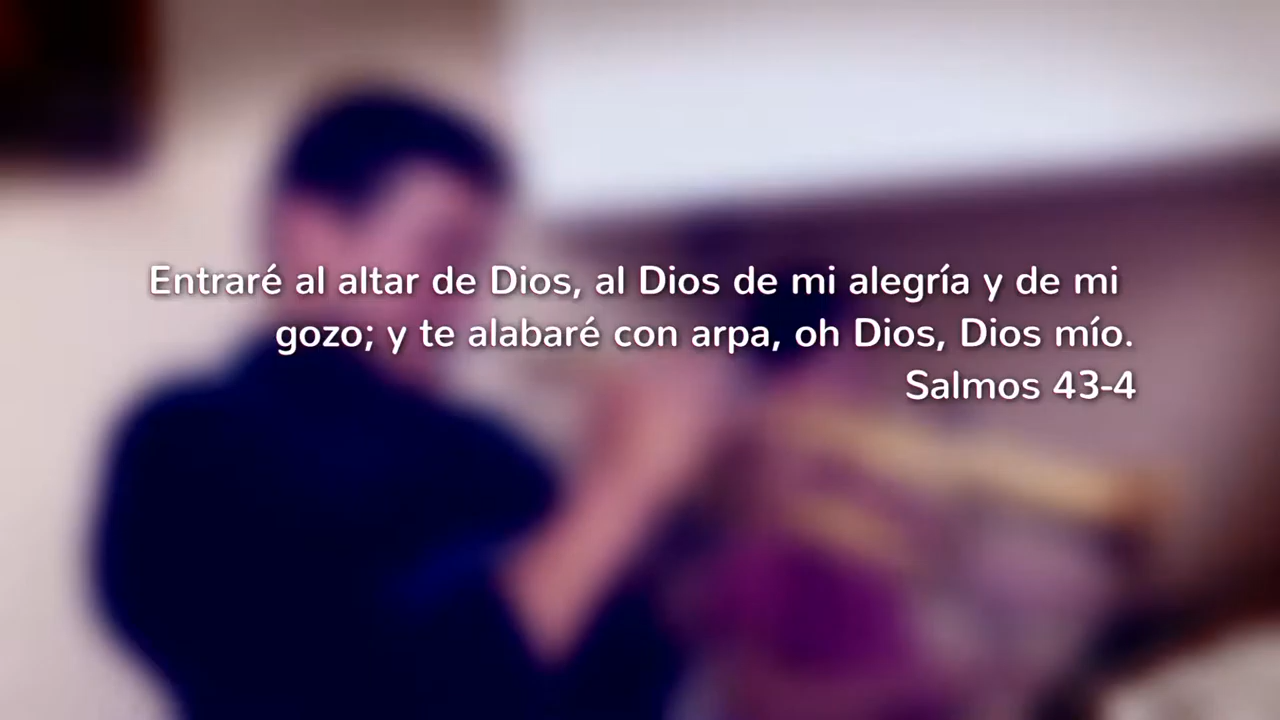 Entraré al altar de Dios, al Dios de mi alegría y de mi
gozo; y te alabaré con arpa, oh Dios, Dios mío.
Salmos 43-4